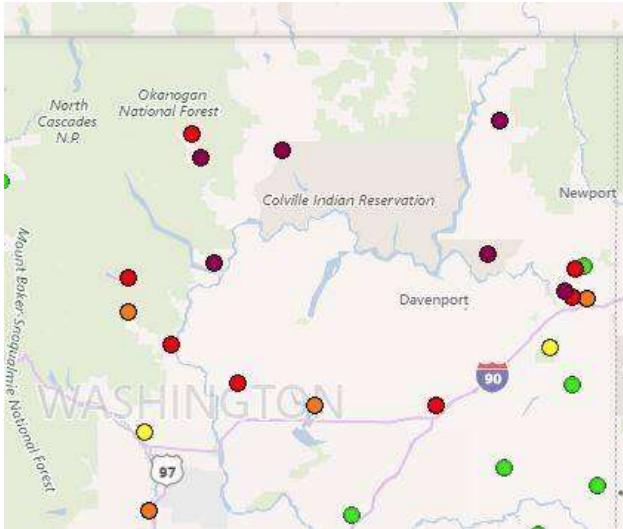 Okanogan
National Forest
North
Cascades
N.P.
Colville Indian Reservation
Newport
Mount Baker-Snoqualmie National Forest
Davenport
90
WASHINGTON
97